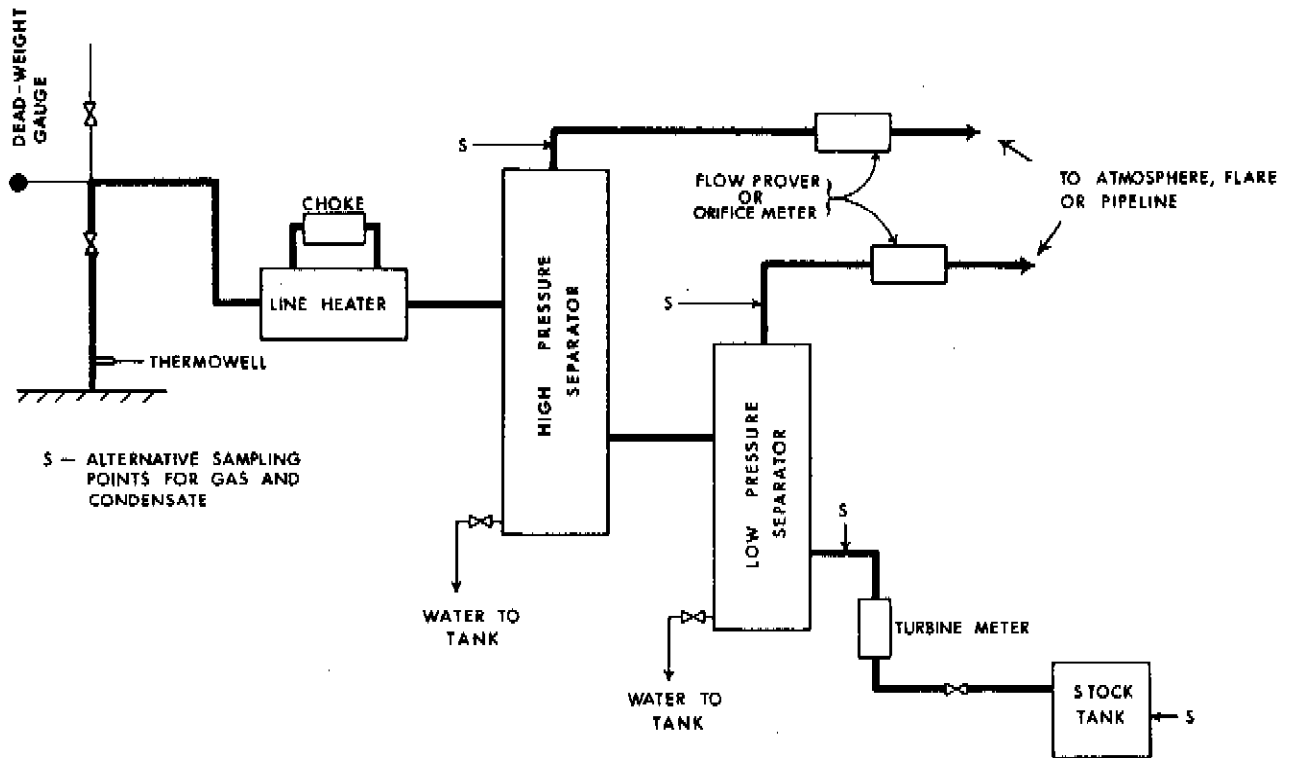 DEAD-WEIGHT
GAUGE
CHOKE
LINE HEATER
THERMOWELL
S — ALTERNATIVE SAMPLING
POINTS FOR GAS AND
CONDENSATE
S
HIGH PRESSURE
SEPARATOR
WATER TO
TANK
FLOW PROVER
OR
ORIFICE METER
TO ATMOSPHERE, FLARE
OR PIPELINE
S
LOW PRESSURE
SEPARATOR
WATER TO
TANK
S
TURBINE METER
STOCK
TANK
S